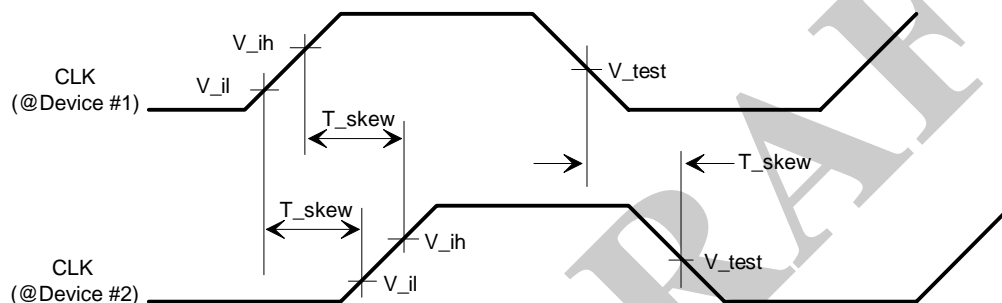 V_ih
V_il
CLK
(@Device #1)
V_test
T_skew
T_skew
T_skew
V_ih
V_test
CLK
(@Device #2)
V_il